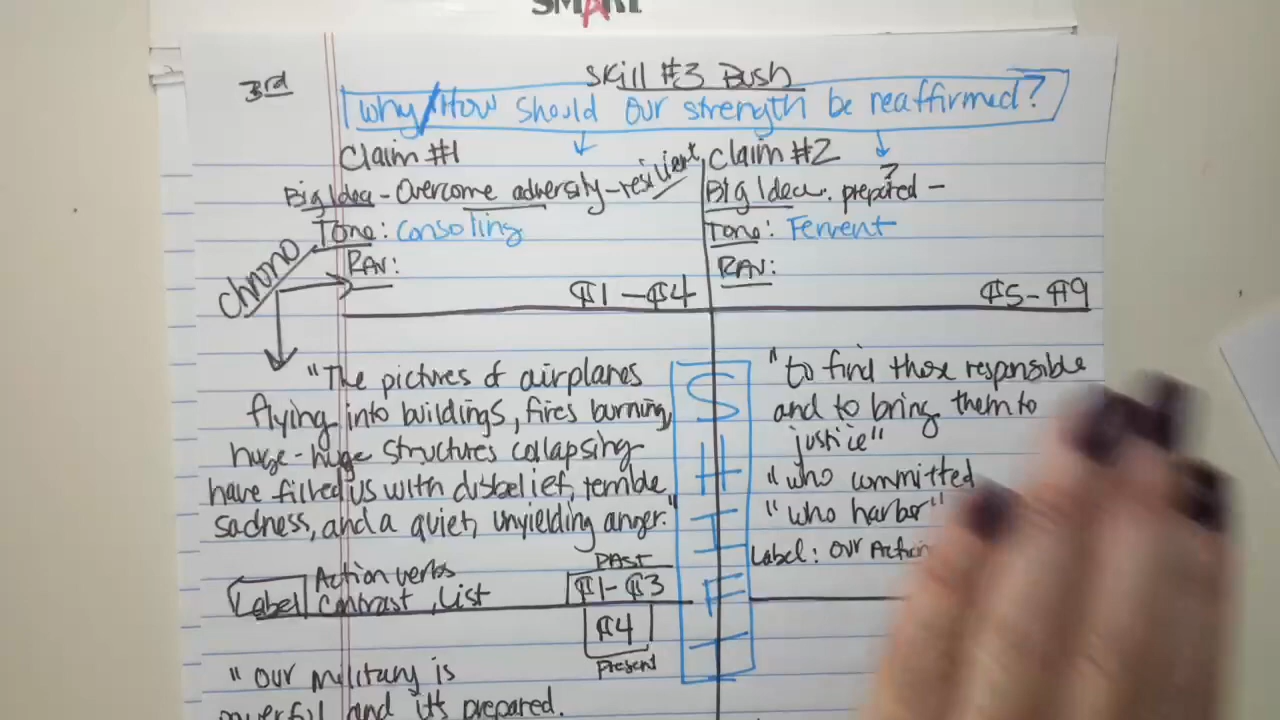 SMART
3rd
Skill #3 Bush
Why/How should our strength be reaffirmed?
Claim #1
Big Idea - Overcome adversity - resilient
Tone: Consoling
RAV:
¶1 - ¶4
chrono
"The pictures of airplanes
flying into buildings, fires burning,
huge - huge structures collapsing
have filled us with disbelief, terrible
sadness, and a quiet, unyielding anger."
Label
Action verbs
contrast, List
PAST
¶1 - ¶3
¶4
Present
"Our military is
powerful and it's prepared.
SHIFT
Claim #2
Big Idea: prepared -
?
Tone: Fervent
RAV:
¶5 - ¶9
"to find those responsible
and to bring them to
justice"
"who committed
"who harbor"
Label: Our